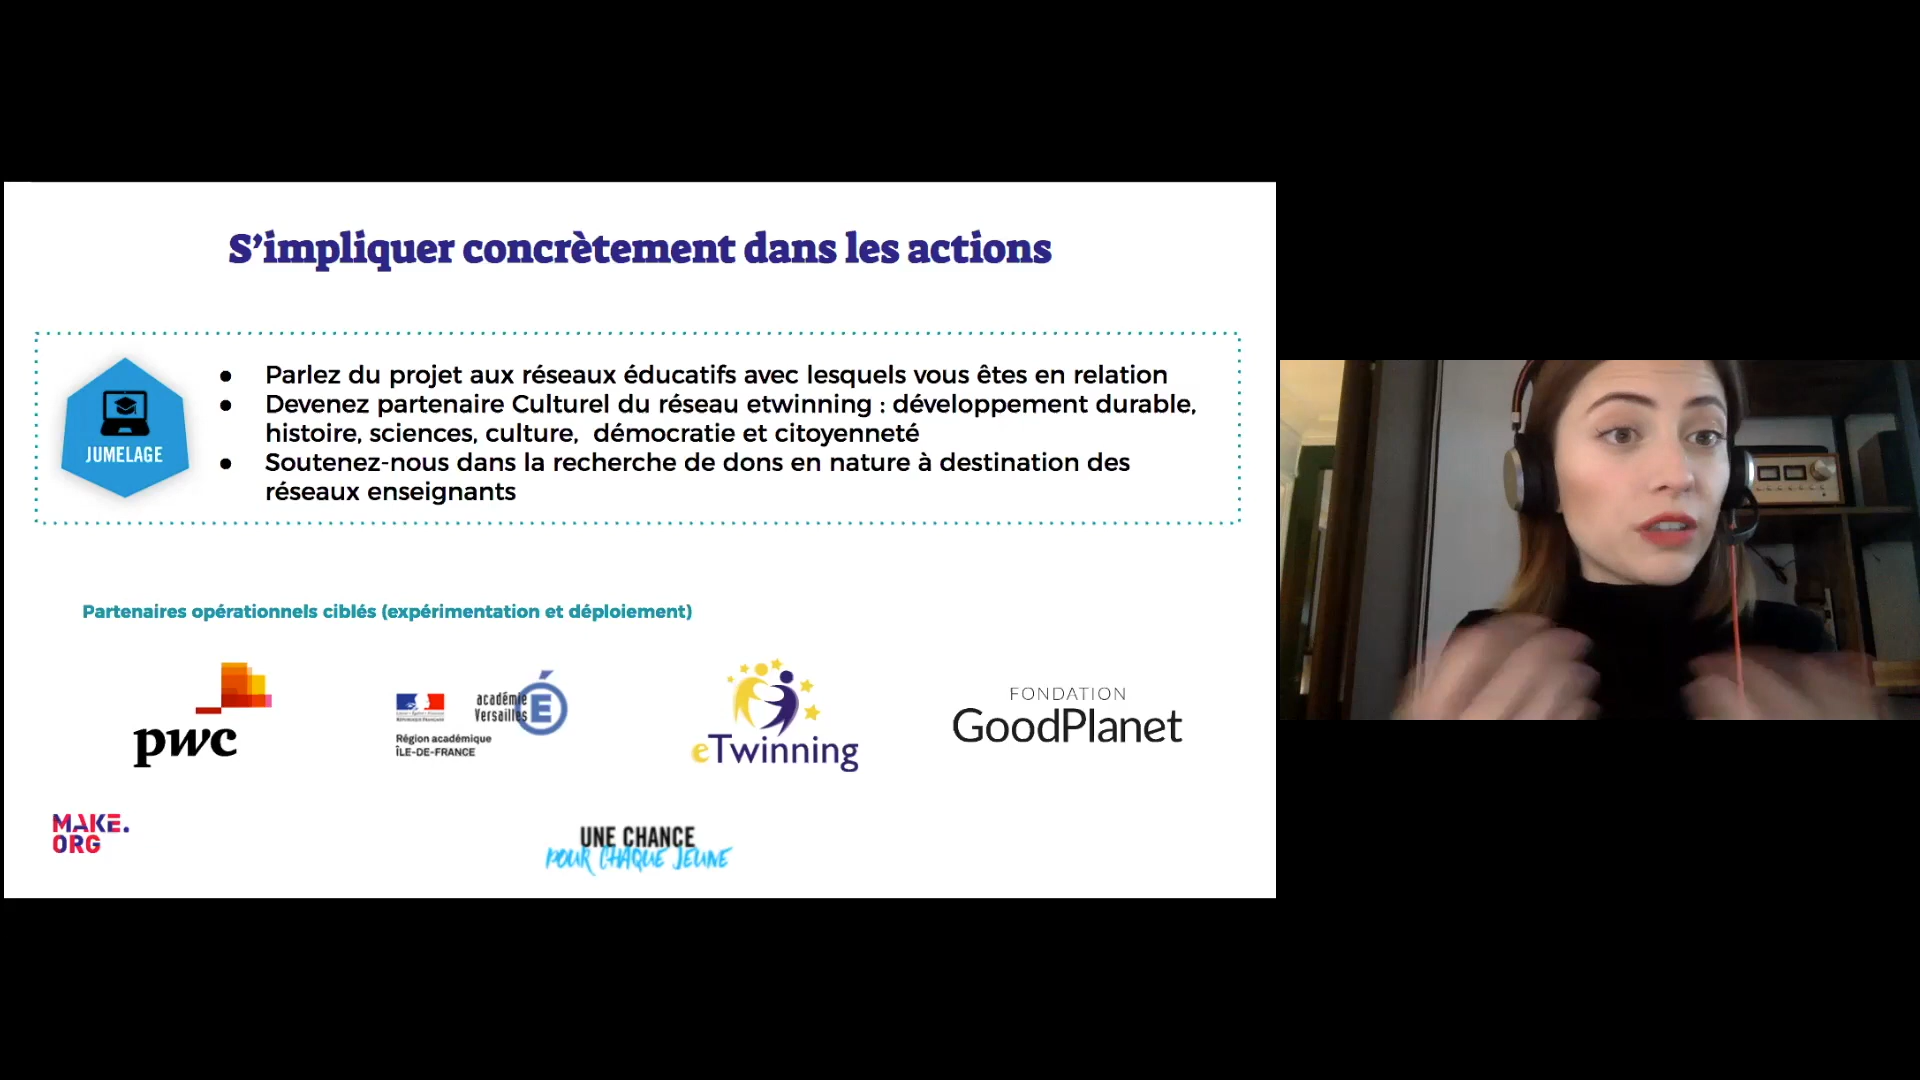 S'impliquer concrètement dans les actions
JUMELAGE
● Parlez du projet aux réseaux éducatifs avec lesquels vous êtes en relation
● Devenez partenaire Culturel du réseau etwinning : développement durable,
histoire, sciences, culture, démocratie et citoyenneté
● Soutenez-nous dans la recherche de dons en nature à destination des
réseaux enseignants
Partenaires opérationnels ciblés (expérimentation et déploiement)
pwc
académie
Versailles
É
Région académique
ÎLE-DE-FRANCE
eTwinning
FONDATION
GoodPlanet
MAKE.
ORG
UNE CHANCE
POUR CHAQUE JEUNE